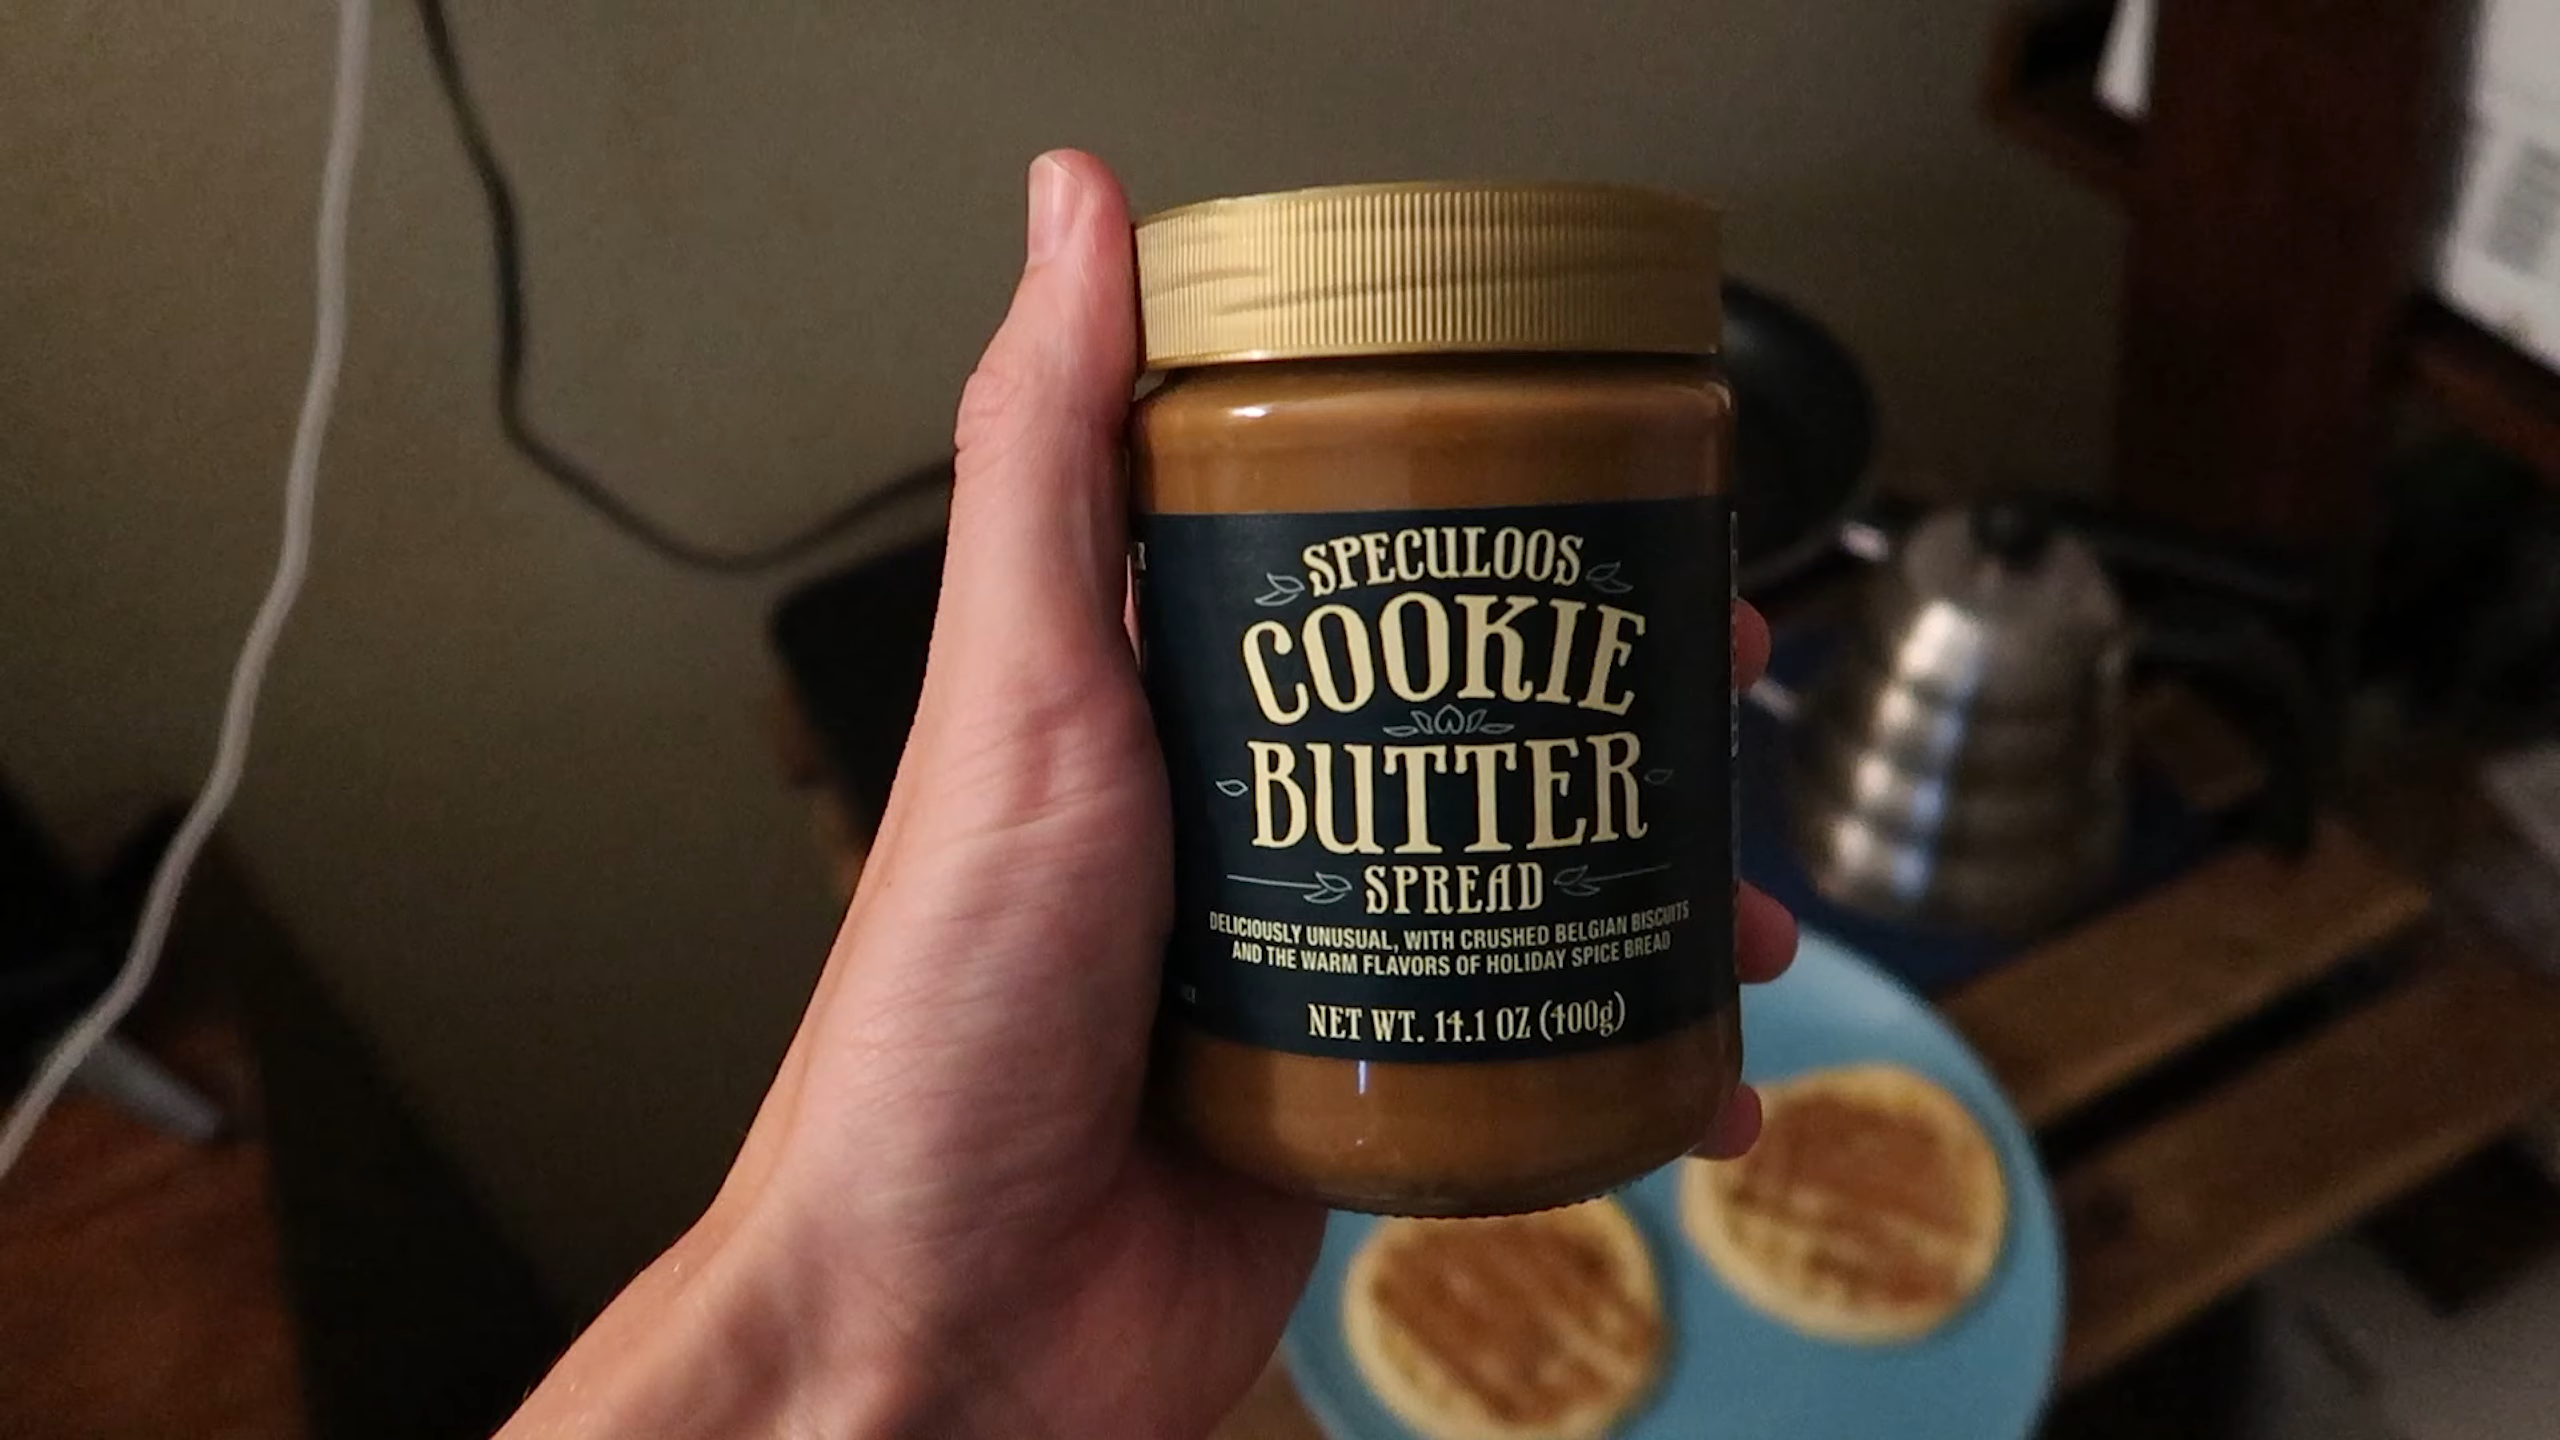 SPECULOOS
COOKIE
BUTTER
SPREAD
DELICIOUSLY UNUSUAL, WITH CRUSHED BELGIAN BISCUITS
AND THE WARM FLAVORS OF HOLIDAY SPICE BREAD
NET WT. 14.1 OZ (400g)